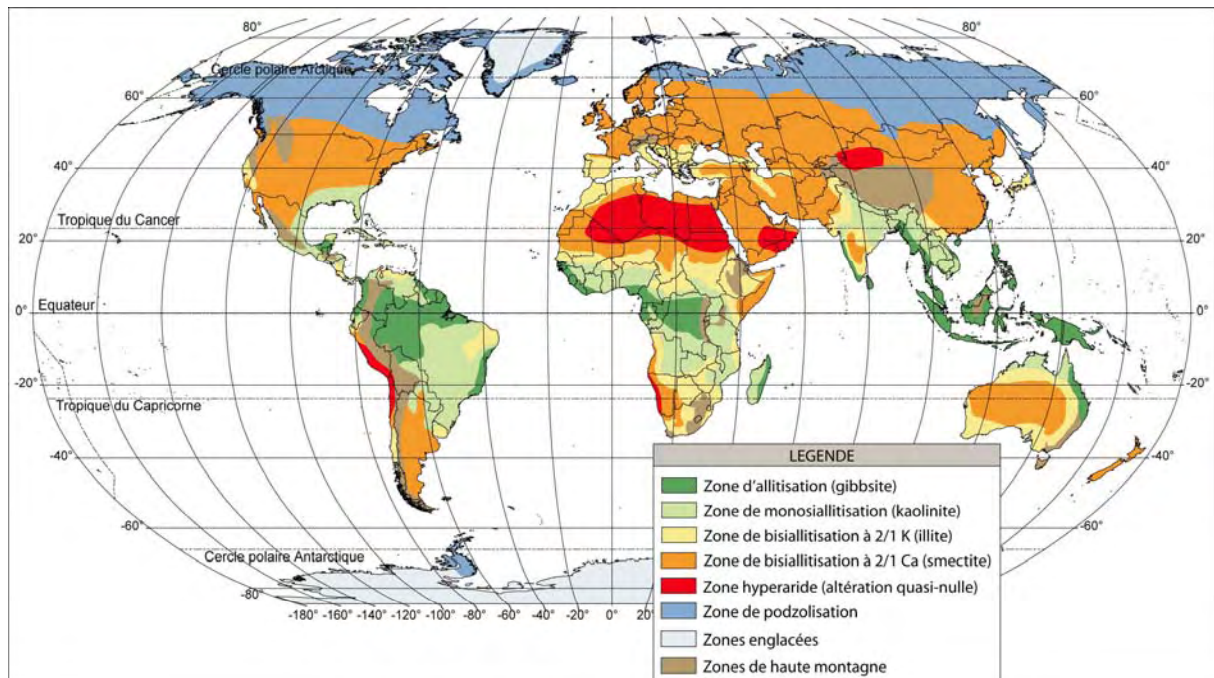 80° 80°
Cercle polaire Arctique
60° 60°
40° 40°
Tropique du Cancer
20° 20°
Equateur
0° 0°
-20° -20°
Tropique du Capricorne
-40° -40°
LEGENDE
Zone d'allitisation (gibbsite)
Zone de monosiallitisation (kaolinite)
Zone de bisiallitisation à 2/1 K (illite)
Zone de bisiallitisation à 2/1 Ca (smectite)
Zone hyperaride (altération quasi-nulle)
Zone de podzolisation
Zones englacées
Zones de haute montagne
-60° -60°
Cercle polaire Antarctique
-80° -80°
-180° -160° -140° -120° -100° -80° -60° -40° -20° 0° 20°